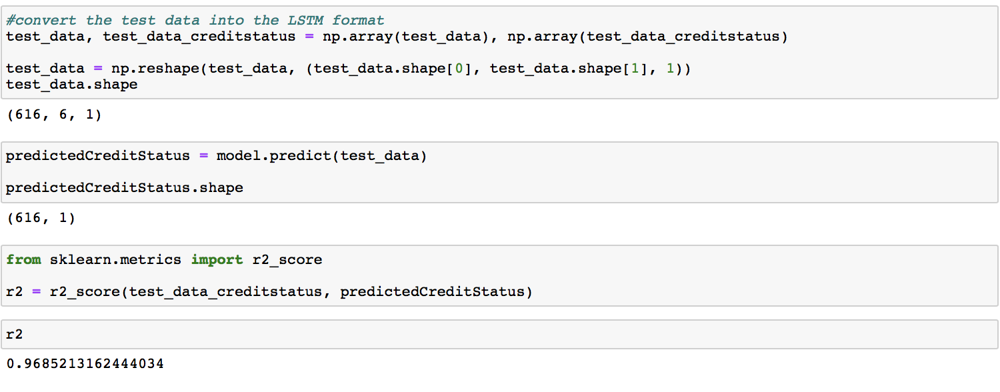 #convert the test data into the LSTM format
test_data, test_data_creditstatus = np.array(test_data), np.array(test_data_creditstatus)
test_data = np.reshape(test_data, (test_data.shape[0], test_data.shape[1], 1))
test_data.shape
(616, 6, 1)
predictedCreditStatus = model.predict(test_data)
predictedCreditStatus.shape
(616, 1)
from sklearn.metrics import r2_score
r2 = r2_score(test_data_creditstatus, predictedCreditStatus)
r2
0.9685213162444034